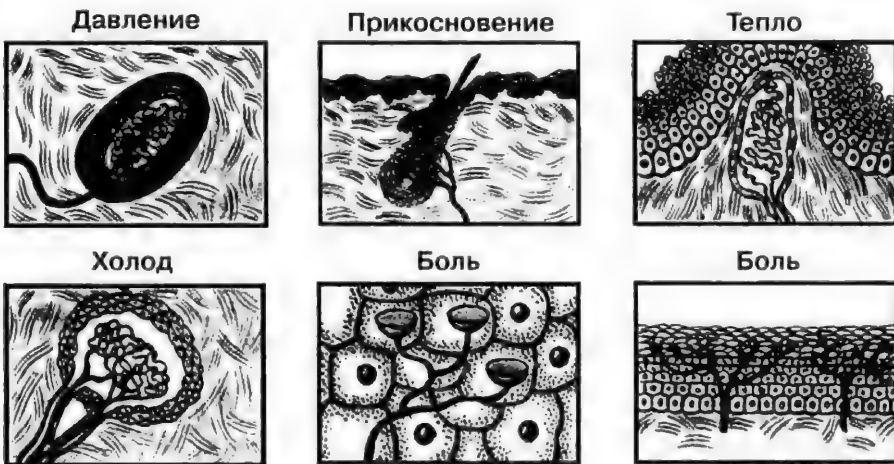 Давление
Прикосновение
Тепло
Холод
Боль
Боль